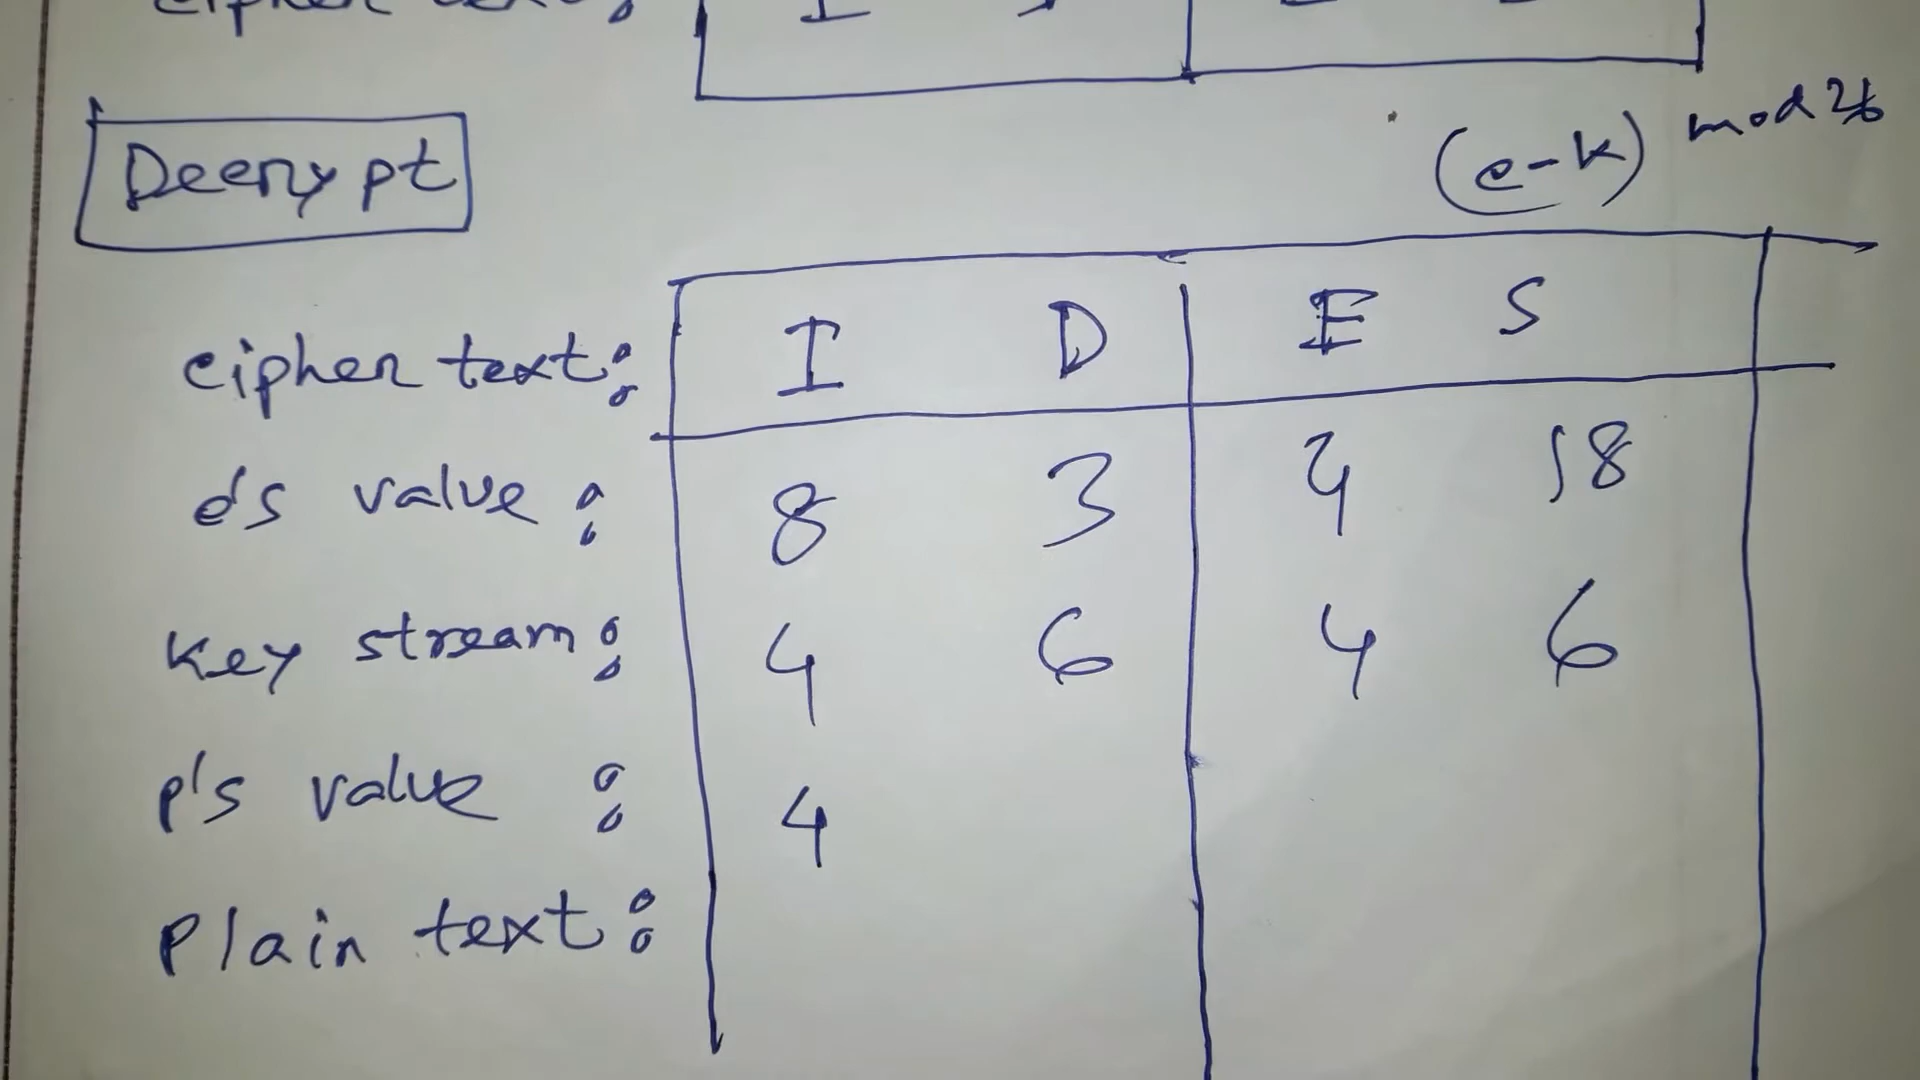 Decrypt
(c-k) mod 26
cipher text: I D E S
c's value: 8 3 4 18
Key stream: 4 6 4 6
p's value: 4
Plain text: